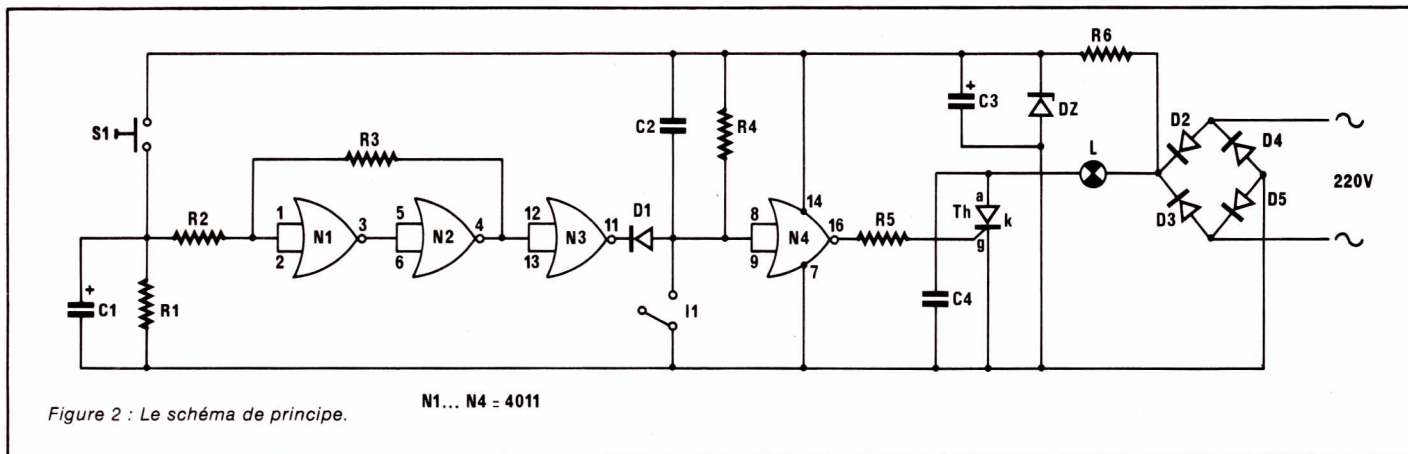 R6
S1
C2
R4
C3
+
DZ
R3
L
D2
D4
220V
R2
1
2
N1
3
5
6
N2
4
12
13
N3
11
D1
8
9
N4
14
16
7
R5
a
Th
k
g
D3
D5
C1
+
R1
I1
C4
N1... N4 = 4011
Figure 2 : Le schéma de principe.